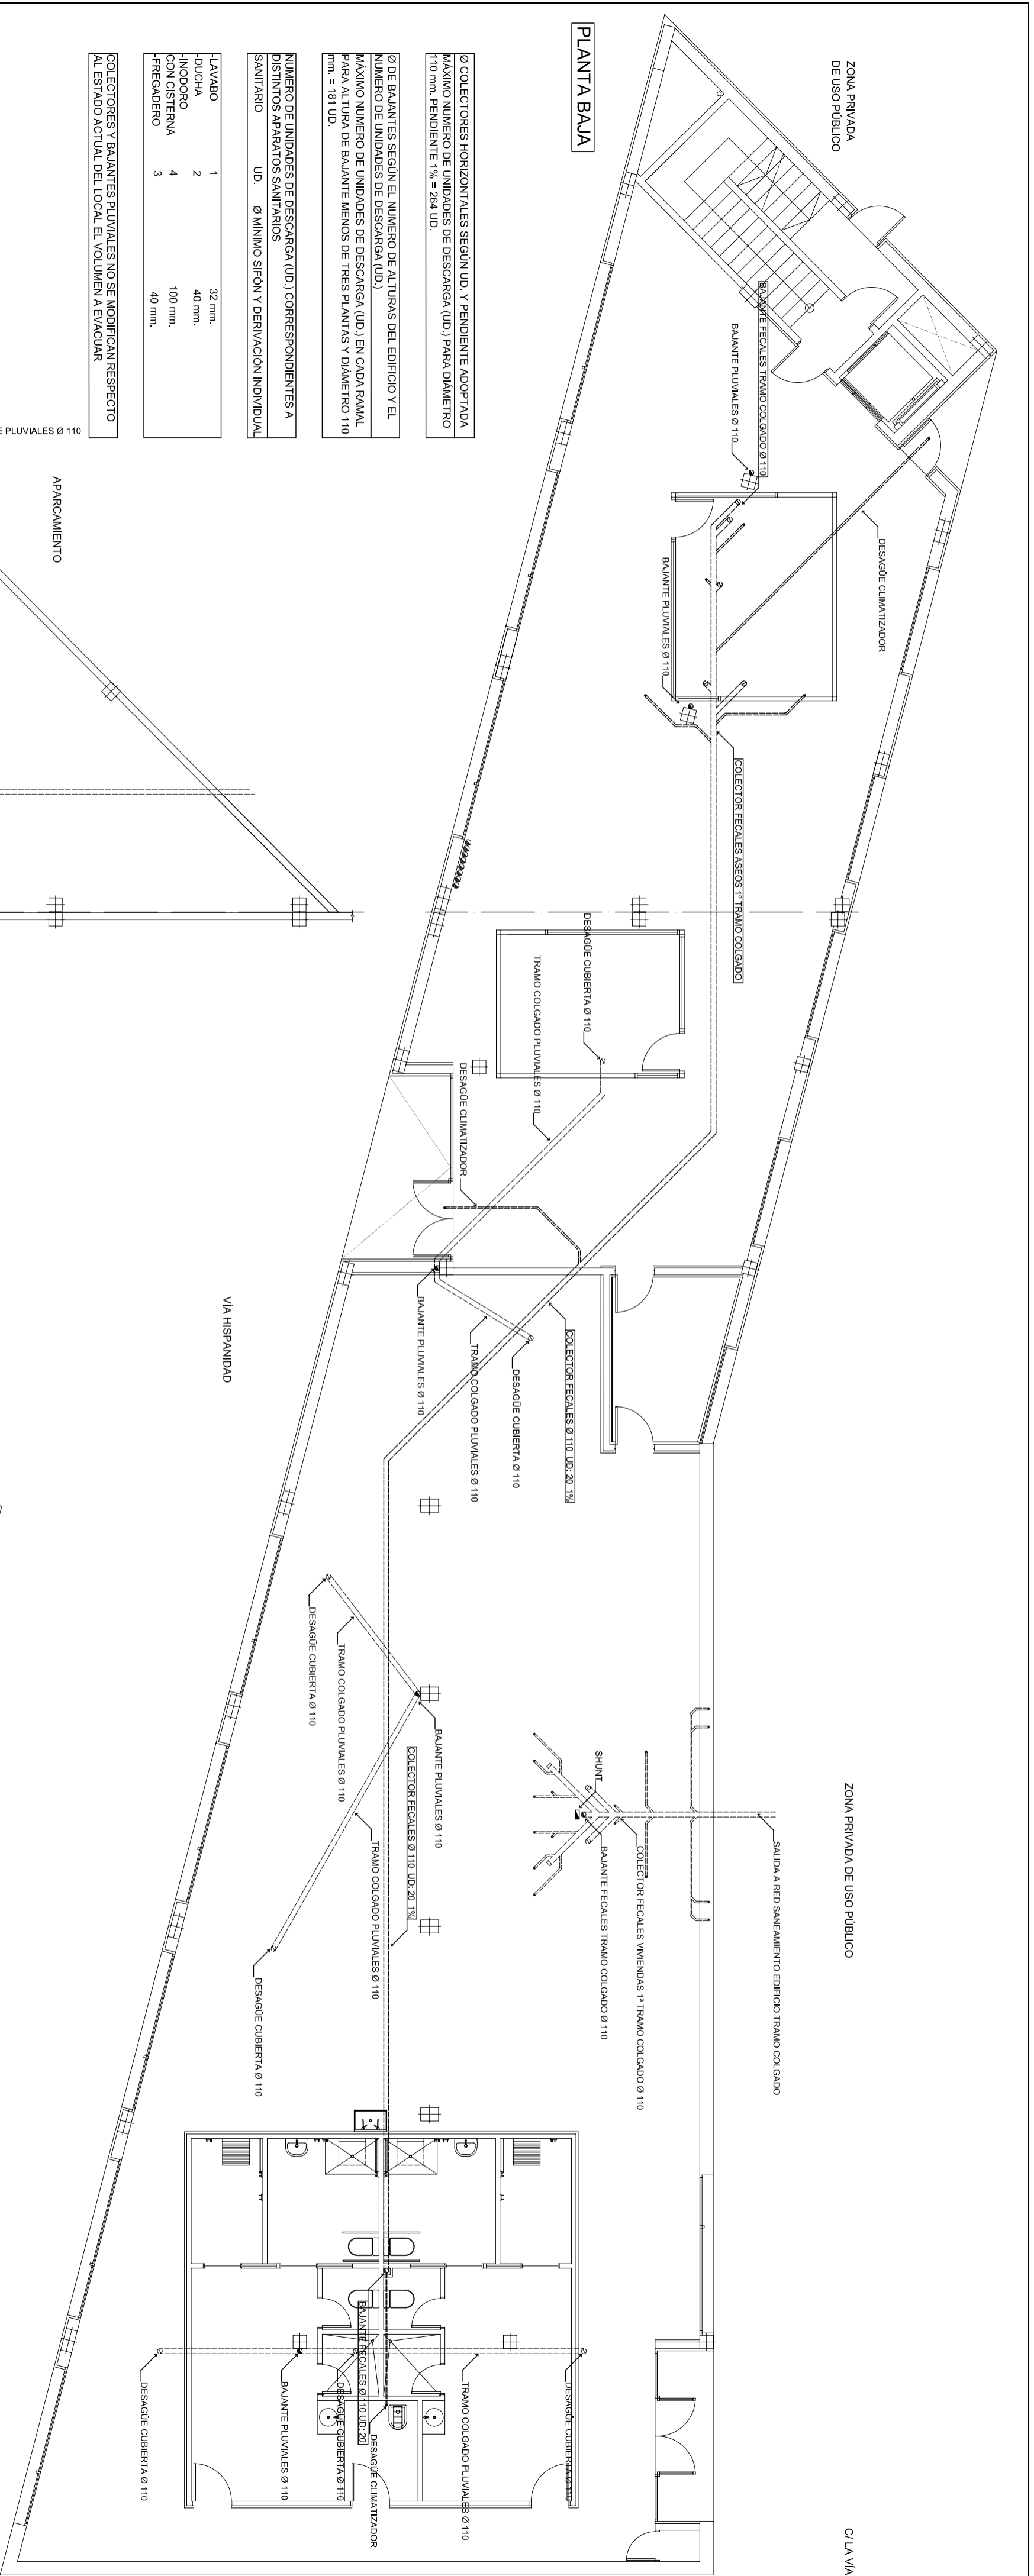 PLANTA BAJA
ZONA PRIVADA
DE USO PÚBLICO
Ø COLECTORES HORIZONTALES SEGÚN UD. Y PENDIENTE ADOPTADA
MÁXIMO NUMERO DE UNIDADES DE DESCARGA (UD.) PARA DIÁMETRO
110 mm. PENDIENTE 1% = 264 UD.
Ø DE BAJANTES SEGÚN EL NUMERO DE ALTURAS DEL EDIFICIO Y EL
NUMERO DE UNIDADES DE DESCARGA (UD.)
MÁXIMO NUMERO DE UNIDADES DE DESCARGA (UD.) EN CADA RAMAL
PARA ALTURA DE BAJANTE MENOS DE TRES PLANTAS Y DIÁMETRO 110
mm. = 181 UD.
NUMERO DE UNIDADES DE DESCARGA (UD.) CORRESPONDIENTES A
DISTINTOS APARATOS SANITARIOS
SANITARIO UD. Ø MÍNIMO SIFÓN Y DERIVACIÓN INDIVIDUAL
-LAVABO 1 32 mm.
-DUCHA 2 40 mm.
-INODORO
CON CISTERNA 4 100 mm.
-FREGADERO 3 40 mm.
COLECTORES Y BAJANTES PLUVIALES NO SE MODIFICAN RESPECTO
AL ESTADO ACTUAL DEL LOCAL EL VOLUMEN A EVACUAR
E PLUVIALES Ø 110
APARCAMIENTO
BAJANTE FECALES TRAMO COLGADO Ø 110
BAJANTE PLUVIALES Ø 110
DESAGÜE CLIMATIZADOR
BAJANTE PLUVIALES Ø 110
COLECTOR FECALES ASEOS 1ª TRAMO COLGADO
DESAGÜE CUBIERTA Ø 110
TRAMO COLGADO PLUVIALES Ø 110
DESAGÜE CLIMATIZADOR
BAJANTE PLUVIALES Ø 110
TRAMO COLGADO PLUVIALES Ø 110
DESAGÜE CUBIERTA Ø 110
COLECTOR FECALES Ø 110 UD: 20 1%
VÍA HISPANIDAD
DESAGÜE CUBIERTA Ø 110
TRAMO COLGADO PLUVIALES Ø 110
BAJANTE PLUVIALES Ø 110
COLECTOR FECALES Ø 110 UD: 20 1%
TRAMO COLGADO PLUVIALES Ø 110
DESAGÜE CUBIERTA Ø 110
SHUNT
BAJANTE FECALES TRAMO COLGADO Ø 110
COLECTOR FECALES VIVIENDAS 1ª TRAMO COLGADO Ø 110
SALIDA A RED SANEAMIENTO EDIFICIO TRAMO COLGADO
ZONA PRIVADA DE USO PÚBLICO
BAJANTE FECALES Ø 110 UD: 20
DESAGÜE CUBIERTA Ø 110
BAJANTE PLUVIALES Ø 110
DESAGÜE CUBIERTA Ø 110
DESAGÜE CLIMATIZADOR
TRAMO COLGADO PLUVIALES Ø 110
DESAGÜE CUBIERTA Ø 110
C/ LA VÍA